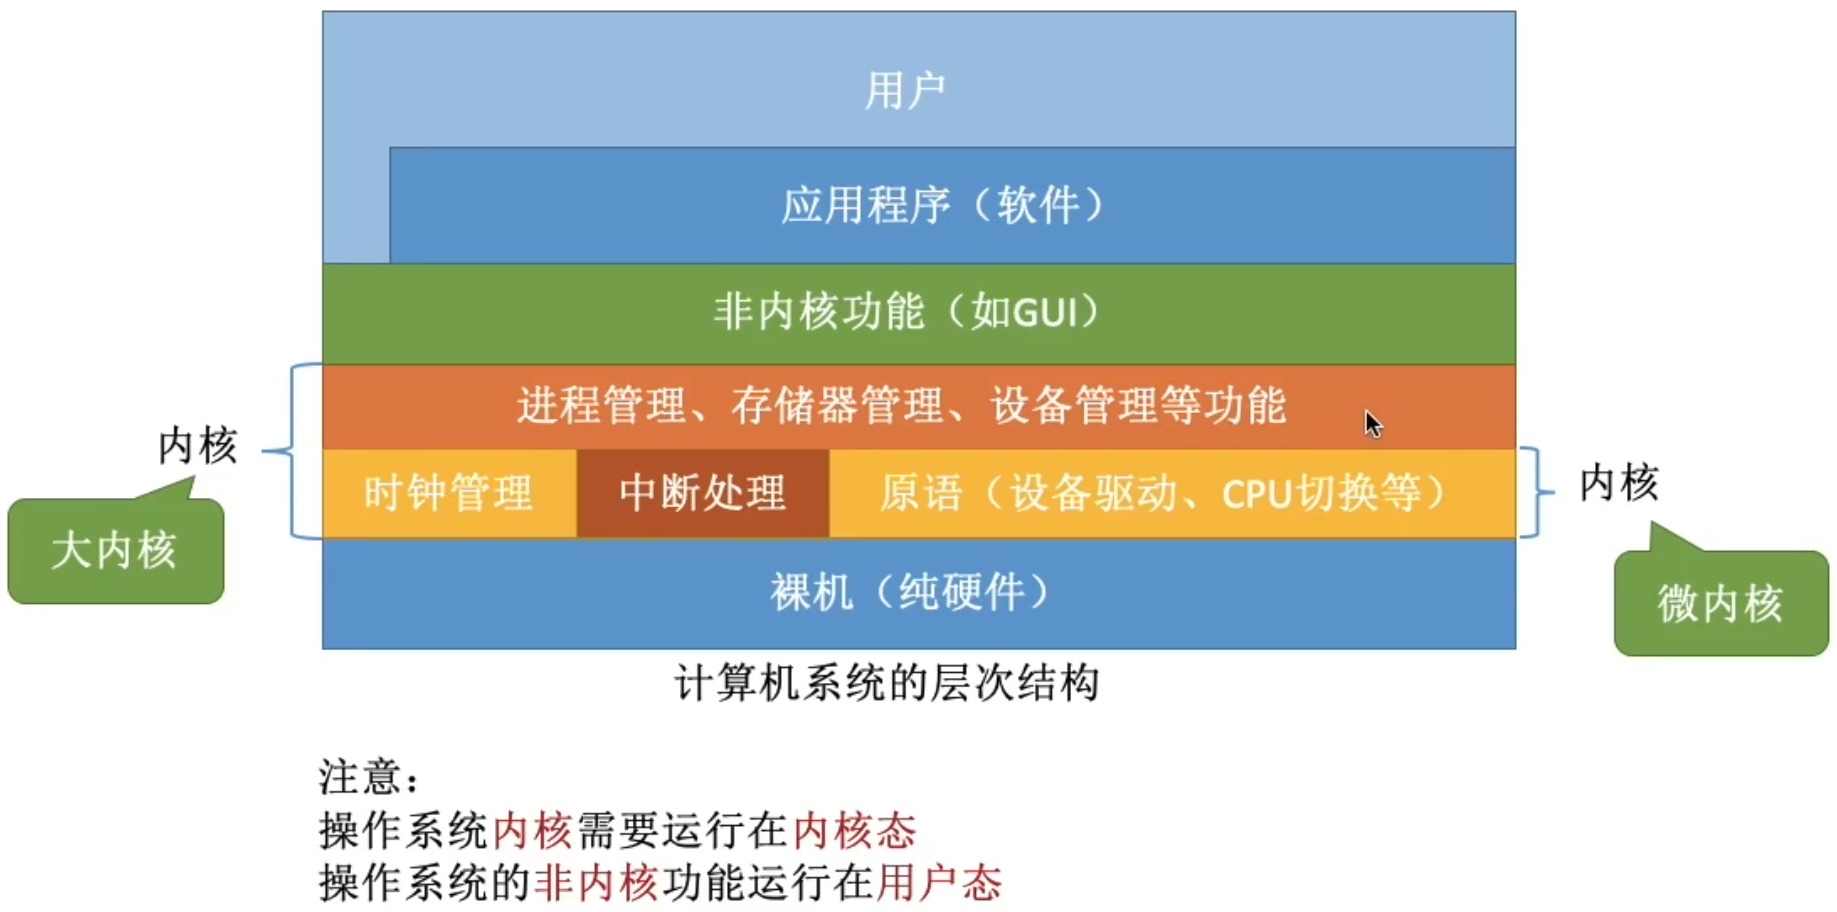 用户
应用程序（软件）
非内核功能（如GUI）
进程管理、存储器管理、设备管理等功能
内核
大内核
时钟管理
中断处理
原语（设备驱动、CPU切换等）
内核
微内核
裸机（纯硬件）
计算机系统的层次结构
注意：
操作系统内核需要运行在内核态
操作系统的非内核功能运行在用户态